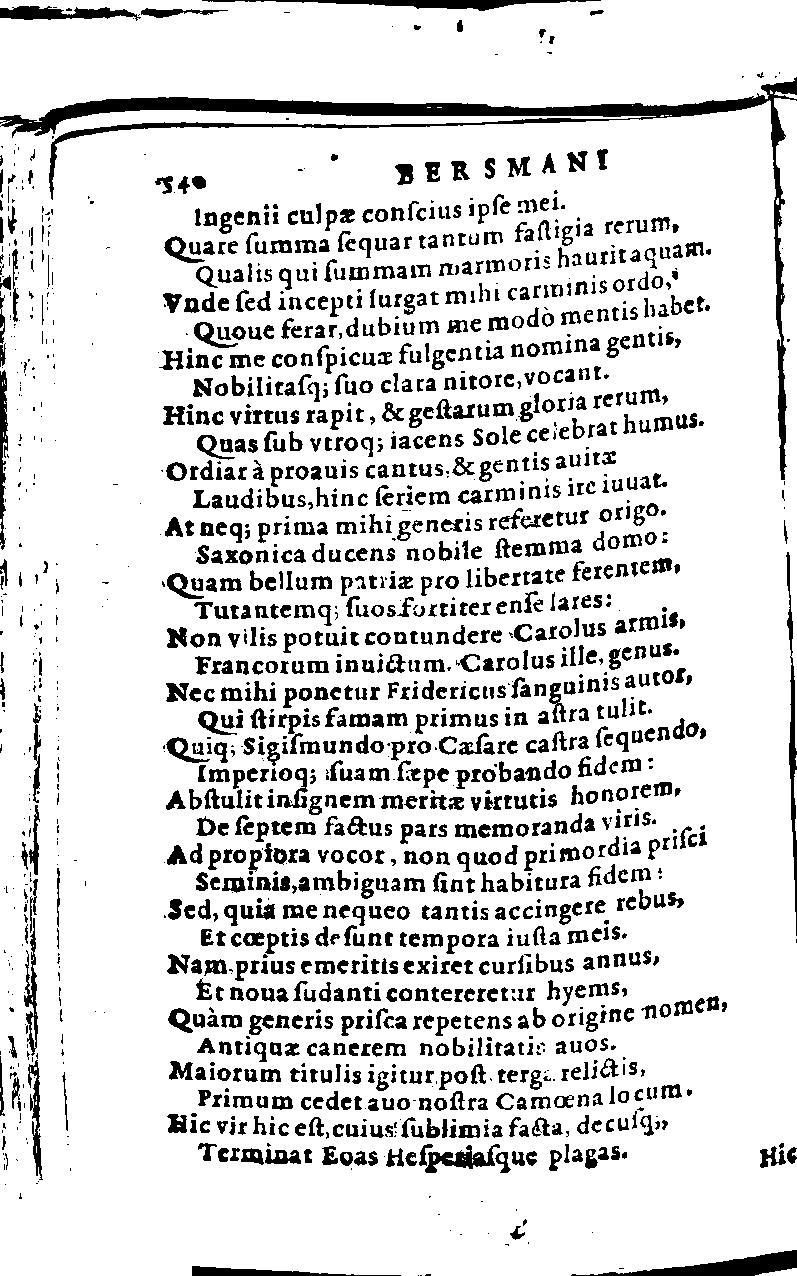 540 BERSMANI
Ingenii culpæ conſcius ipſe mei.
Quare ſumma ſequar tantum faſtigia rerum,
Qualis qui ſummam marmoris haurit aquam.
Vnde ſed incepti ſurgat mihi carminis ordo,
Quoue ferar, dubium me modò mentis habet.
Hinc me conſpicuæ fulgentia nomina gentis,
Nobilitaſq; ſuo clara nitore, vocant.
Hinc virtus rapit, & geſtarum gloria rerum,
Quas ſub vtroq; iacens Sole celebrat humus.
Ordiar à proauis cantus, & gentis auitæ
Laudibus, hinc ſeriem carminis ire iuuat.
At neq; prima mihi generis referetur origo.
Saxonica ducens nobile ſtemma domo:
Quam bellum patriæ pro libertate ferentem,
Tutantemq; ſuos fortiter enſe lares:
Non vilis potuit contundere Carolus armis,
Francorum inuictum. Carolus ille, genus.
Nec mihi ponetur Fridericus ſanguinis autor,
Qui ſtirpis famam primus in aſtra tulit.
Quiq; Sigiſmundo pro Cæſare caſtra ſequendo,
Imperioq; ſuam ſæpe probando fidem:
Abſtulit inſignem meritæ virtutis honorem,
De ſeptem factus pars memoranda viris.
Ad propiora vocor, non quod primordia priſci
Seminis, ambiguam ſint habitura fidem:
Sed, quia me nequeo tantis accingere rebus,
Et cœptis deſunt tempora iuſta meis.
Nam prius emeritis exiret curſibus annus,
Et noua ſudanti contereretur hyems,
Quàm generis priſca repetens ab origine nomen,
Antiquæ canerem nobilitatis auos.
Maiorum titulis igitur poſt terga relictis,
Primum cedet auo noſtra Camœna locum.
Hic vir hic eſt, cuius ſublimia facta, decuſq;,
Terminat Eoas Heſperiaſque plagas.
Hic